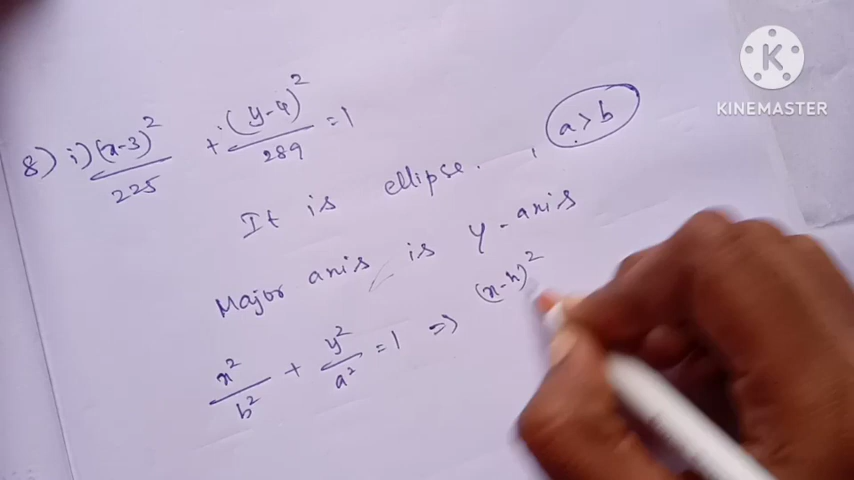 8) i) (x-3)²/225 + (y-4)²/289 = 1
It is ellipse. , a > b
Major axis is y-axis
x²/b² + y²/a² = 1 ⇒ (x-h)²
KINEMASTER